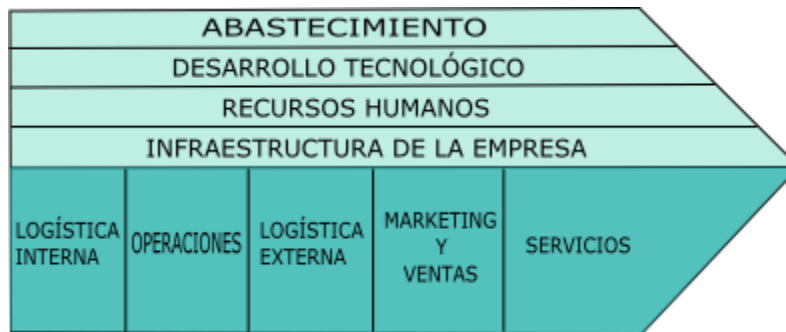 ABASTECIMIENTO
DESARROLLO TECNOLÓGICO
RECURSOS HUMANOS
INFRAESTRUCTURA DE LA EMPRESA
LOGÍSTICA
INTERNA
OPERACIONES
LOGÍSTICA
EXTERNA
MARKETING
Y
VENTAS
SERVICIOS